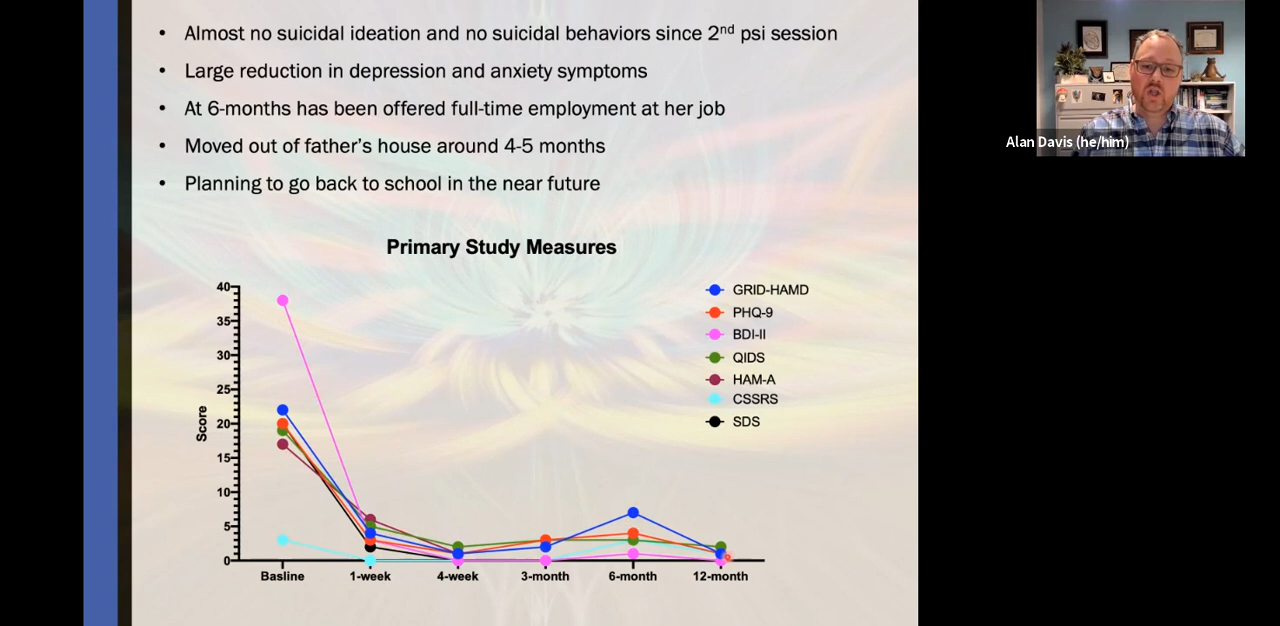 • Almost no suicidal ideation and no suicidal behaviors since 2nd psi session
• Large reduction in depression and anxiety symptoms
• At 6-months has been offered full-time employment at her job
• Moved out of father's house around 4-5 months
• Planning to go back to school in the near future
Alan Davis (he/him)
Primary Study Measures
Score
40
35
30
25
20
15
10
5
0
Basline 1-week 4-week 3-month 6-month 12-month
GRID-HAMD
PHQ-9
BDI-II
QIDS
HAM-A
CSSRS
SDS